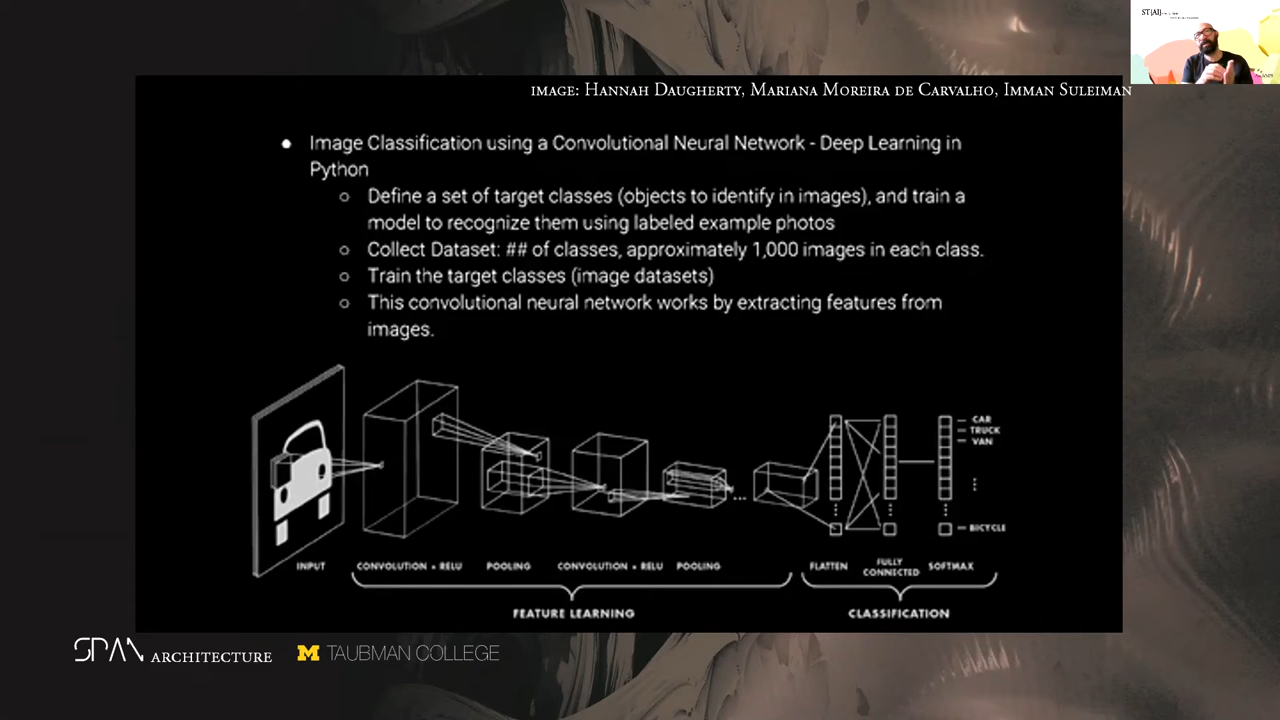 ST[AI]
IMAGE: HANNAH DAUGHERTY, MARIANA MOREIRA DE CARVALHO, IMMAN SULEIMAN
● Image Classification using a Convolutional Neural Network - Deep Learning in
Python
○ Define a set of target classes (objects to identify in images), and train a
model to recognize them using labeled example photos
○ Collect Dataset: ## of classes, approximately 1,000 images in each class.
○ Train the target classes (image datasets)
○ This convolutional neural network works by extracting features from
images.
— CAR
— TRUCK
— VAN
...
— BICYCLE
INPUT CONVOLUTION + RELU POOLING CONVOLUTION + RELU POOLING FLATTEN FULLY CONNECTED SOFTMAX
FEATURE LEARNING CLASSIFICATION
SPAN ARCHITECTURE M TAUBMAN COLLEGE